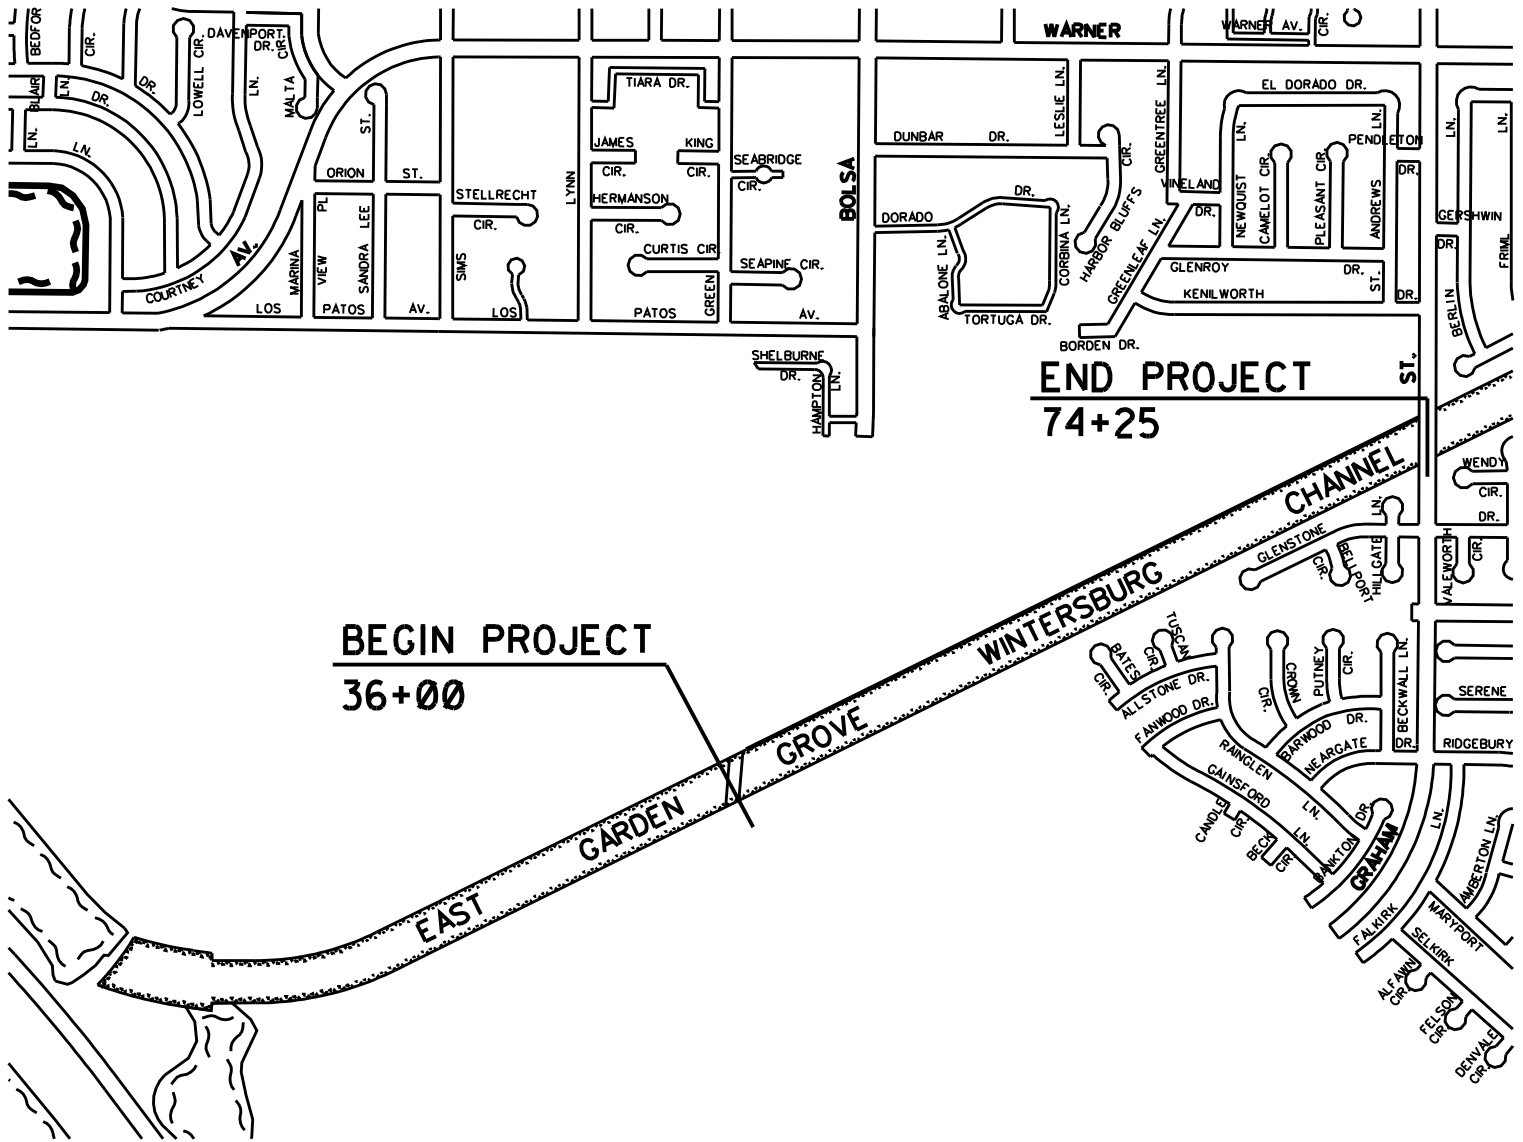 BEDFOR
CIR.
DR.
LOWELL CIR.
DAVENPORT
DR.
CIR.
MALTA
LN.
BLAIR
LN.
DR.
LN.
LN.
WARNER
WARNER AV.
CIR.
TIARA DR.
LESLIE LN.
GREENTREE LN.
EL DORADO DR.
ST.
JAMES
CIR.
KING
CIR.
DUNBAR DR.
CIR.
HARBOR BLUFFS
LN.
LN.
LN.
LN.
PENDLETON
DR.
SEABRIDGE
CIR.
ORION ST.
STELLRECHT
CIR.
LYNN
HERMANSON
CIR.
BOLSA
DORADO DR.
VINELAND
DR.
NEWQUIST
CAMELOT CIR.
PLEASANT CIR.
ANDREWS
GERSHWIN
DR.
FRIML
AV.
COURTNEY
MARINA
VIEW PL
SANDRA LEE
SIMS
CURTIS CIR
SEAPINE CIR.
GREEN
ABALONE LN.
CORBINA LN.
GREENLEAF LN.
GLENROY DR.
KENILWORTH
ST.
DR.
BERLIN
LOS PATOS AV. LOS PATOS AV.
TORTUGA DR.
BORDEN DR.
SHELBURNE
DR.
HAMPTON
LN.
END PROJECT
74+25
ST.
WENDY
CIR.
DR.
BEGIN PROJECT
36+00
EAST GARDEN GROVE WINTERSBURG CHANNEL
GLENSTONE
CIR.
BELLPORT
HILLGATE
LN.
VALEWORTH
CIR.
BATES
CIR.
TUSCAN
CIR.
ALLSTONE DR.
FANWOOD DR.
CROWN
CIR.
PUTNEY
CIR.
BECKWALL LN.
SERENE
BARWOOD DR.
NEARGATE DR.
RIDGEBURY
RAINGLEN LN.
GAINSFORD LN.
CANDLE
CIR.
BECK
CIR
BANKTON DR.
GRAHAM
FALKIRK LN.
AMBERTON LN.
MARYPORT
SELKIRK
ALFAWN
CIR.
FELSON
CIR.
DENVALE
CIR.